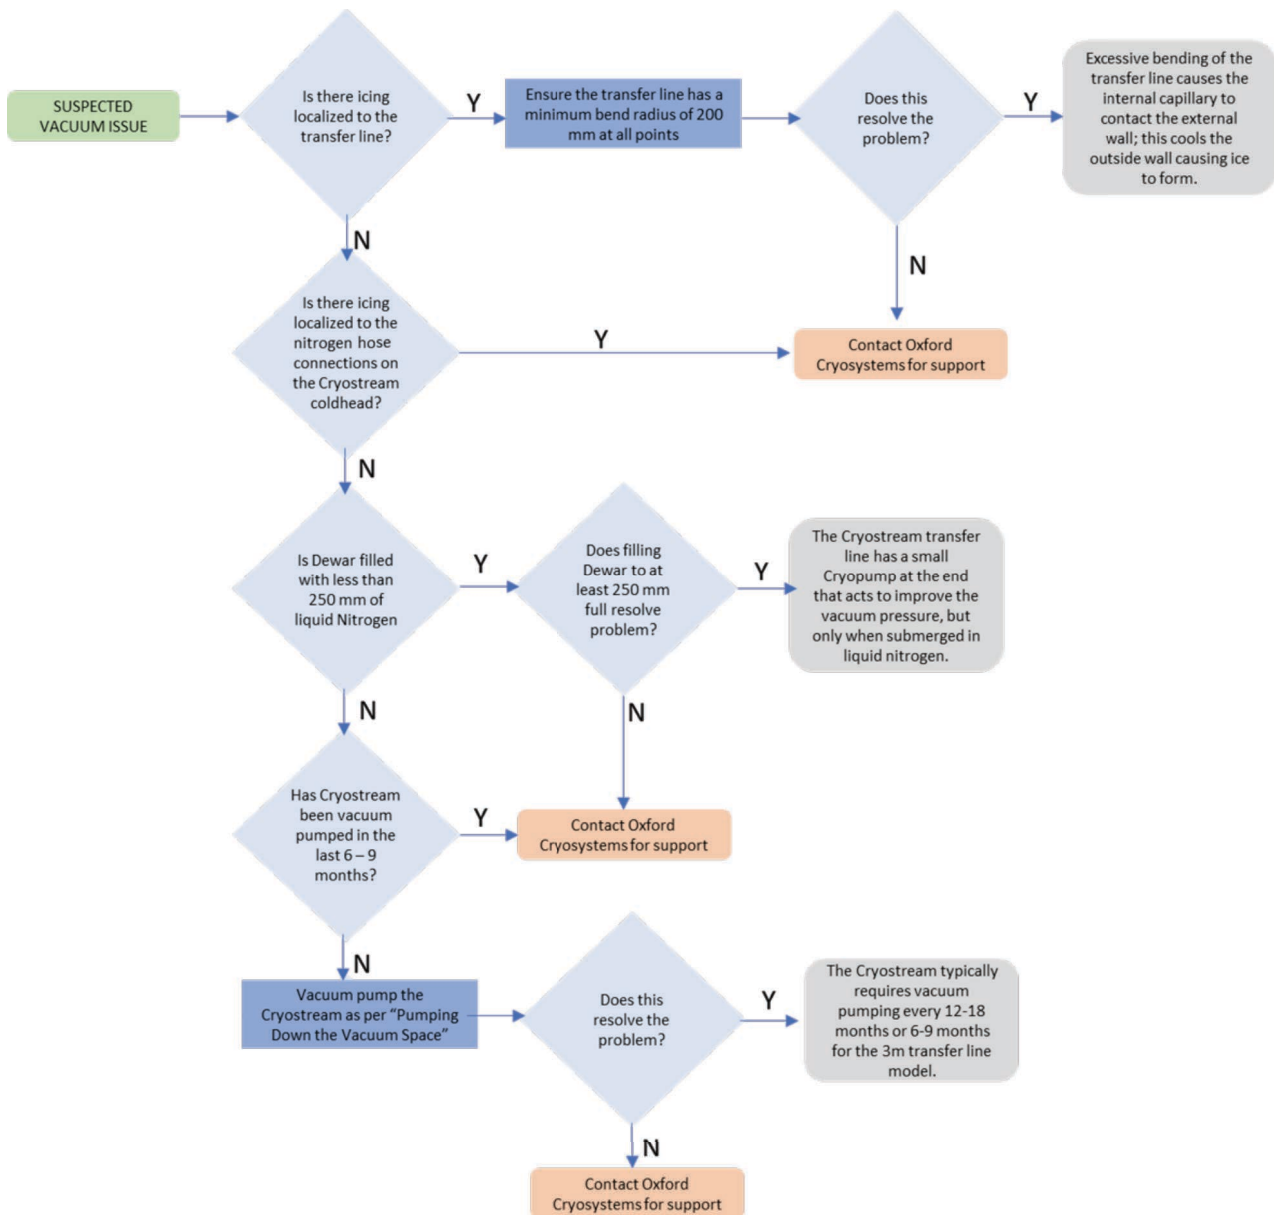 SUSPECTED
VACUUM ISSUE
Is there icing
localized to the
transfer line?
Y
Ensure the transfer line has a
minimum bend radius of 200
mm at all points
Does this
resolve the
problem?
Y
Excessive bending of the
transfer line causes the
internal capillary to
contact the external
wall; this cools the
outside wall causing ice
to form.
N
N
Is there icing
localized to the
nitrogen hose
connections on
the Cryostream
coldhead?
Y
Contact Oxford
Cryosystems for support
N
Is Dewar filled
with less than
250 mm of
liquid Nitrogen
Y
Does filling
Dewar to at
least 250 mm
full resolve
problem?
Y
The Cryostream transfer
line has a small
Cryopump at the end
that acts to improve the
vacuum pressure, but
only when submerged in
liquid nitrogen.
N
N
Has Cryostream
been vacuum
pumped in the
last 6 – 9
months?
Y
Contact Oxford
Cryosystems for support
N
Vacuum pump the
Cryostream as per “Pumping
Down the Vacuum Space”
Does this
resolve the
problem?
Y
The Cryostream typically
requires vacuum
pumping every 12-18
months or 6-9 months
for the 3m transfer line
model.
N
Contact Oxford
Cryosystems for support